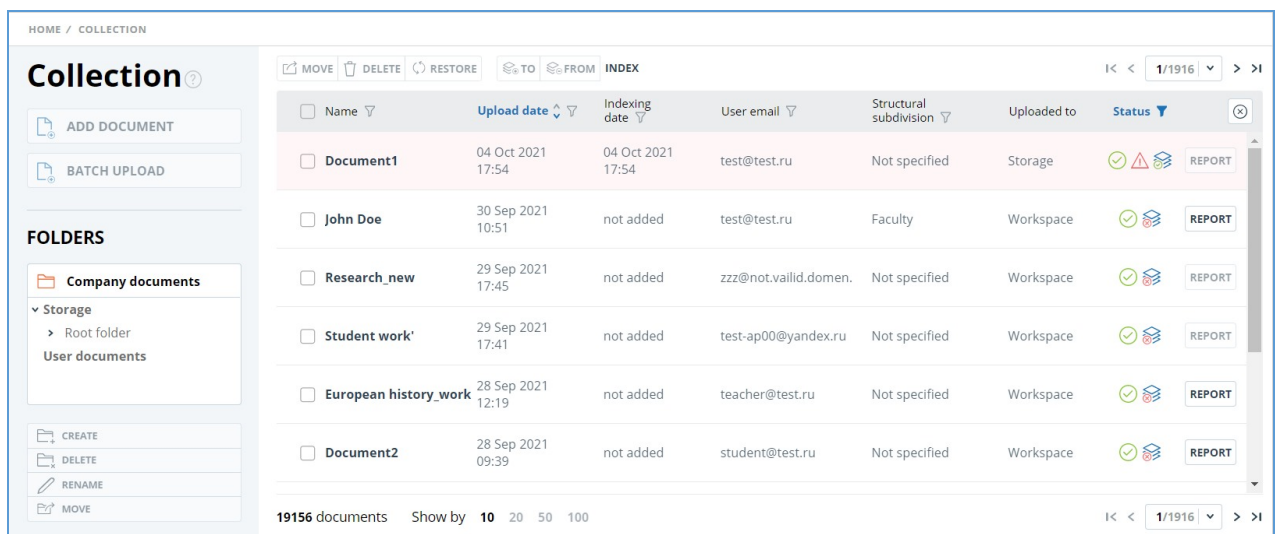 HOME / COLLECTION
Collection ?
ADD DOCUMENT
BATCH UPLOAD
FOLDERS
Company documents
Storage
Root folder
User documents
CREATE
DELETE
RENAME
MOVE
MOVE DELETE RESTORE TO FROM INDEX
1/1916
Name Upload date Indexing date User email Structural subdivision Uploaded to Status
Document1 04 Oct 2021 17:54 04 Oct 2021 17:54 test@test.ru Not specified Storage REPORT
John Doe 30 Sep 2021 10:51 not added test@test.ru Faculty Workspace REPORT
Research_new 29 Sep 2021 17:45 not added zzz@not.vailid.domen. Not specified Workspace REPORT
Student work' 29 Sep 2021 17:41 not added test-ap00@yandex.ru Not specified Workspace REPORT
European history_work 28 Sep 2021 12:19 not added teacher@test.ru Not specified Workspace REPORT
Document2 28 Sep 2021 09:39 not added student@test.ru Not specified Workspace REPORT
19156 documents Show by 10 20 50 100
1/1916